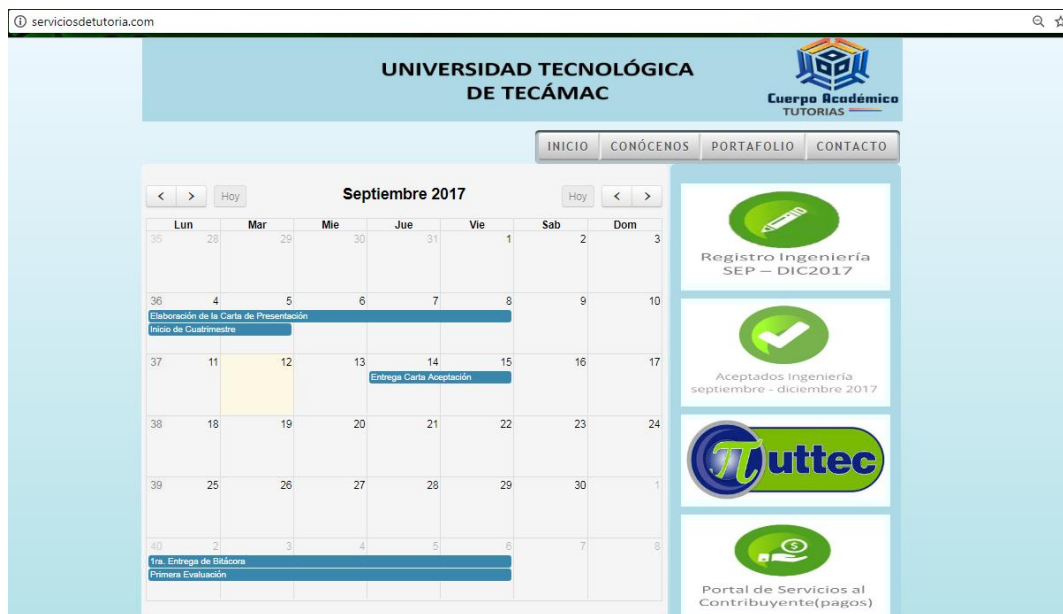 serviciosdetutoria.com
UNIVERSIDAD TECNOLÓGICA
DE TECÁMAC
Cuerpo Académico
TUTORIAS
INICIO CONÓCENOS PORTAFOLIO CONTACTO
Hoy Septiembre 2017 Hoy
Lun Mar Mie Jue Vie Sab Dom
35 28 29 30 31 1 2 3
36 4 5 6 7 8 9 10
Elaboración de la Carta de Presentación
Inicio de Cuatrimestre
37 11 12 13 14 15 16 17
Entrega Carta Aceptación
38 18 19 20 21 22 23 24
39 25 26 27 28 29 30 1
40 2 3 4 5 6 7 8
1ra. Entrega de Bitácora
Primera Evaluación
Registro Ingeniería
SEP – DIC2017
Aceptados Ingeniería
septiembre - diciembre 2017
π uttec
Portal de Servicios al
Contribuyente(pagos)